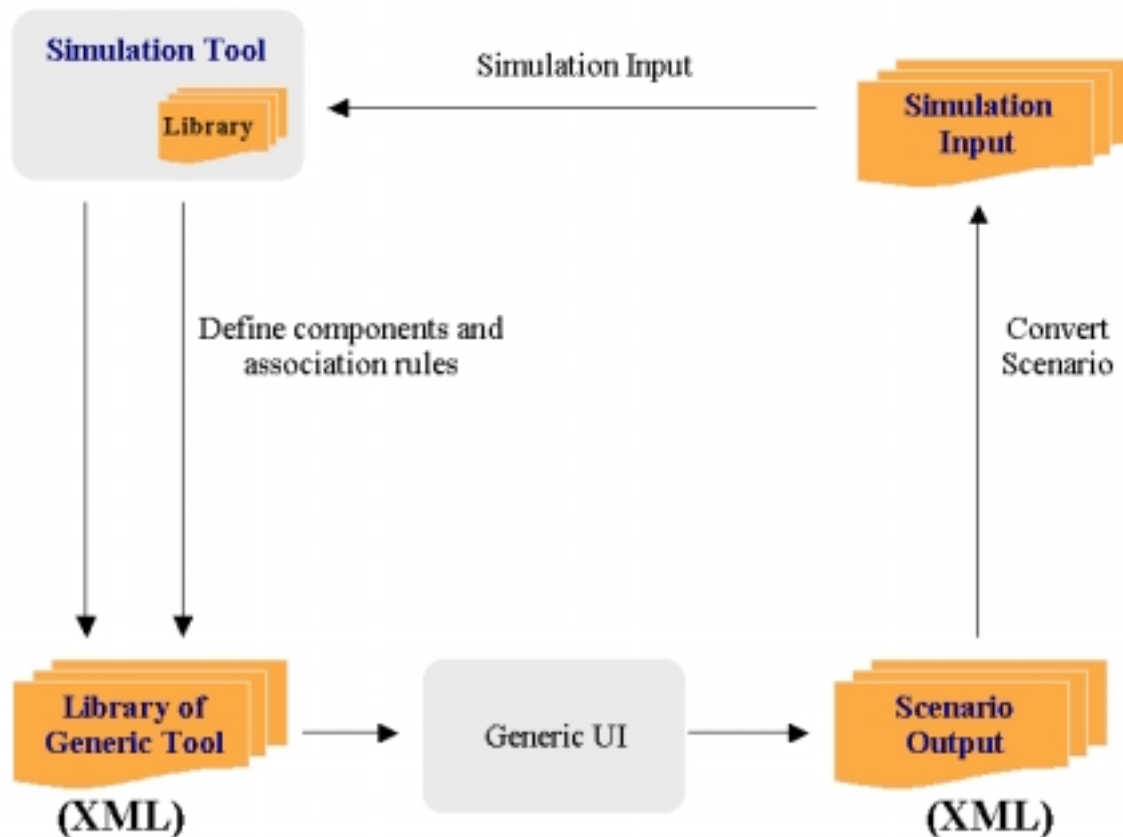 Simulation Tool
Library
Simulation Input
Simulation
Input
Define components and
association rules
Convert
Scenario
Library of
Generic Tool
(XML)
Generic UI
Scenario
Output
(XML)